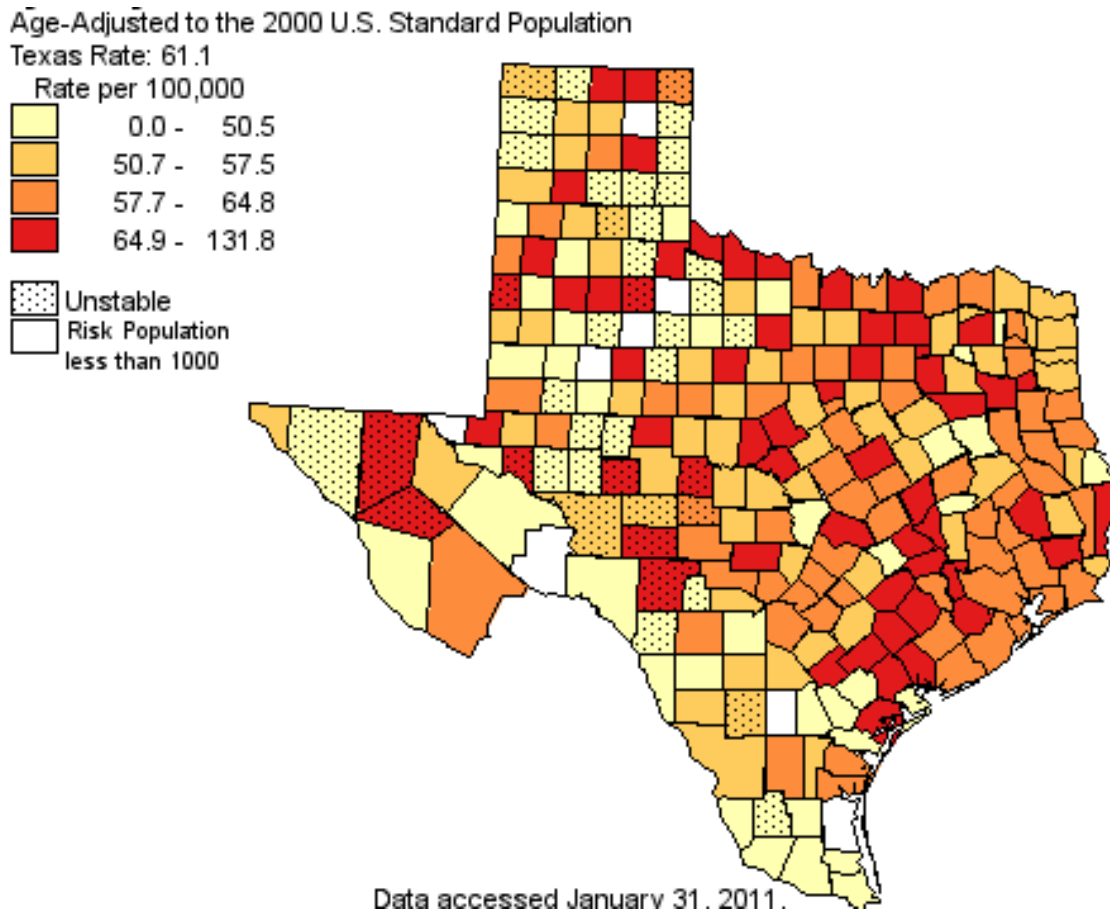 Age-Adjusted to the 2000 U.S. Standard Population
Texas Rate: 61.1
Rate per 100,000
0.0 - 50.5
50.7 - 57.5
57.7 - 64.8
64.9 - 131.8
Unstable
Risk Population
less than 1000
Data accessed January 31, 2011.